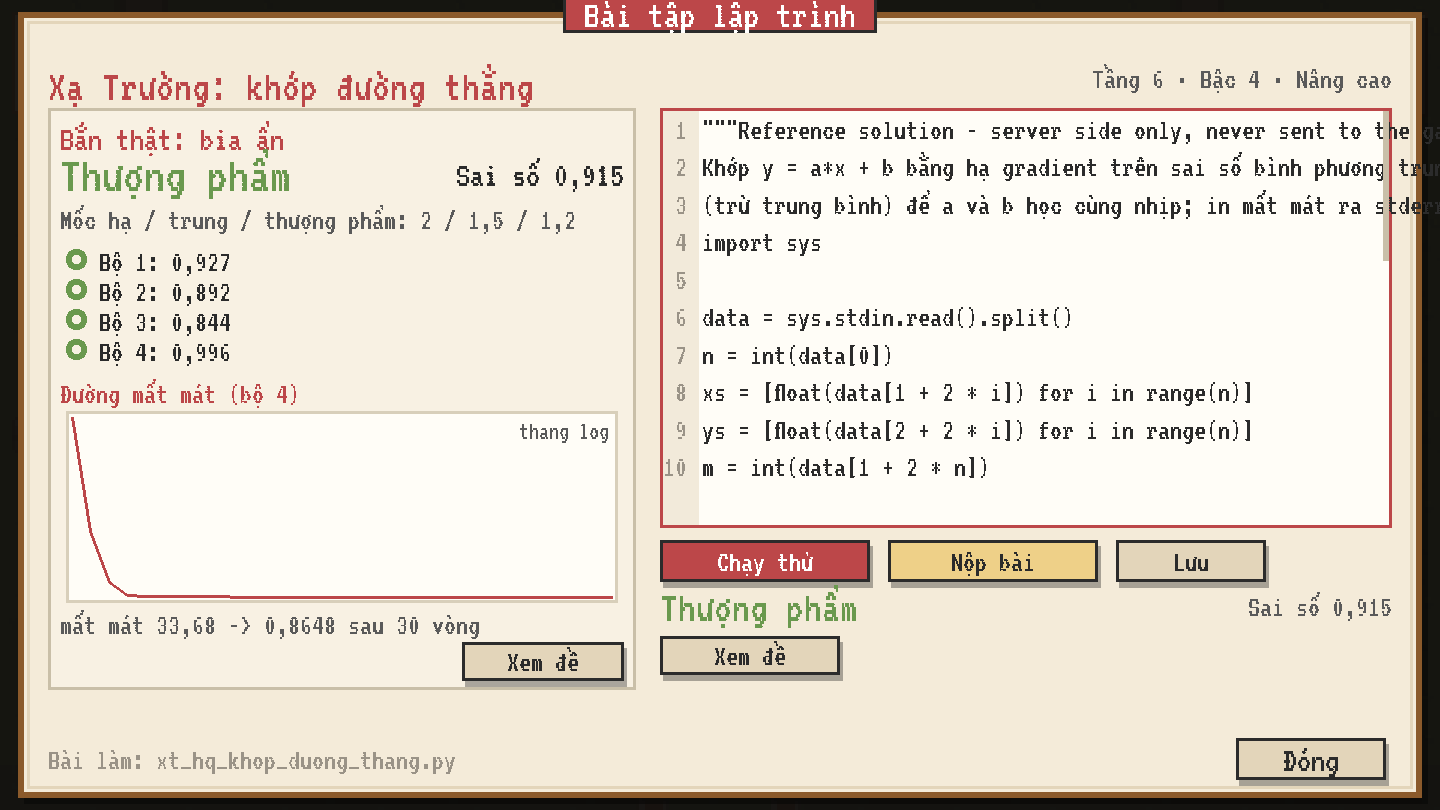 Bài tập lập trình
Xạ Trường: khớp đường thẳng
Tầng 6 · Bậc 4 · Nâng cao
Bắn thật: bia ẩn
Thượng phẩm
Sai số 0,915
Mốc hạ / trung / thượng phẩm: 2 / 1,5 / 1,2
Bộ 1: 0,927
Bộ 2: 0,892
Bộ 3: 0,844
Bộ 4: 0,996
Đường mất mát (bộ 4)
thang log
mất mát 33,68 -> 0,8648 sau 30 vòng
Xem đề
1 """Reference solution - server side only, never sent to the
2 Khớp y = a*x + b bằng hạ gradient trên sai số bình phương
3 (trừ trung bình) để a và b học cùng nhịp; in mất mát ra stderr
4 import sys
5
6 data = sys.stdin.read().split()
7 n = int(data[0])
8 xs = [float(data[1 + 2 * i]) for i in range(n)]
9 ys = [float(data[2 + 2 * i]) for i in range(n)]
10 m = int(data[1 + 2 * n])
Chạy thử
Nộp bài
Lưu
Thượng phẩm
Sai số 0,915
Xem đề
Bài làm: xt_hq_khop_duong_thang.py
Đóng